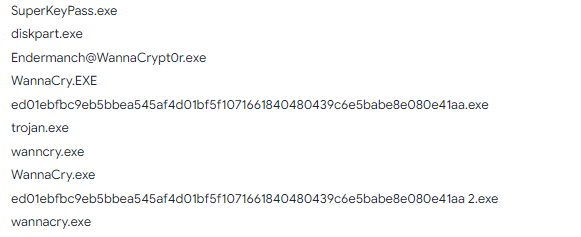 SuperKeyPass.exe
diskpart.exe
Endermanch@WannaCrypt0r.exe
WannaCry.EXE
ed01ebfbc9eb5bbea545af4d01bf5f1071661840480439c6e5babe8e080e41aa.exe
trojan.exe
wanncry.exe
WannaCry.exe
ed01ebfbc9eb5bbea545af4d01bf5f1071661840480439c6e5babe8e080e41aa 2.exe
wannacry.exe